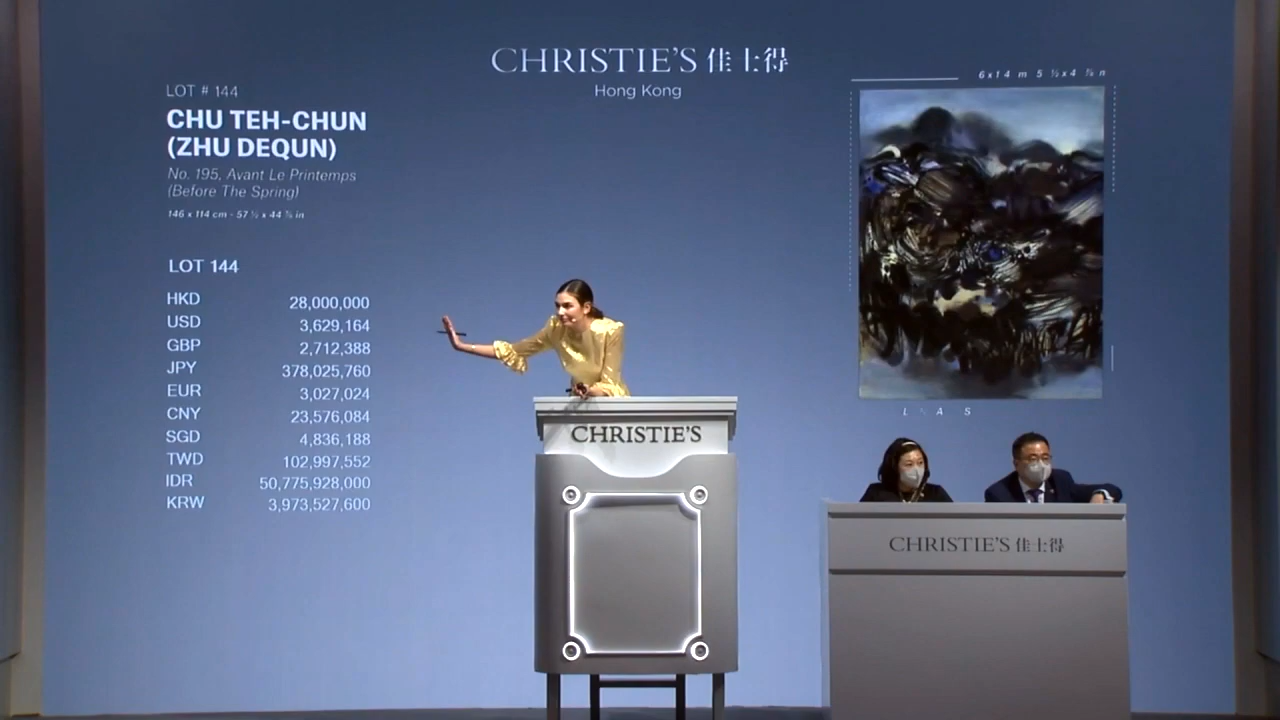 CHRISTIE'S 佳士得
Hong Kong
LOT # 144
CHU TEH-CHUN
(ZHU DEQUN)
No. 195, Avant Le Printemps
(Before The Spring)
146 x 114 cm - 57 ½ x 44 ⅞ in
LOT 144
HKD 28,000,000
USD 3,629,164
GBP 2,712,388
JPY 378,025,760
EUR 3,027,024
CNY 23,576,084
SGD 4,836,188
TWD 102,997,552
IDR 50,775,928,000
KRW 3,973,527,600
CHRISTIE'S
CHRISTIE'S 佳士得